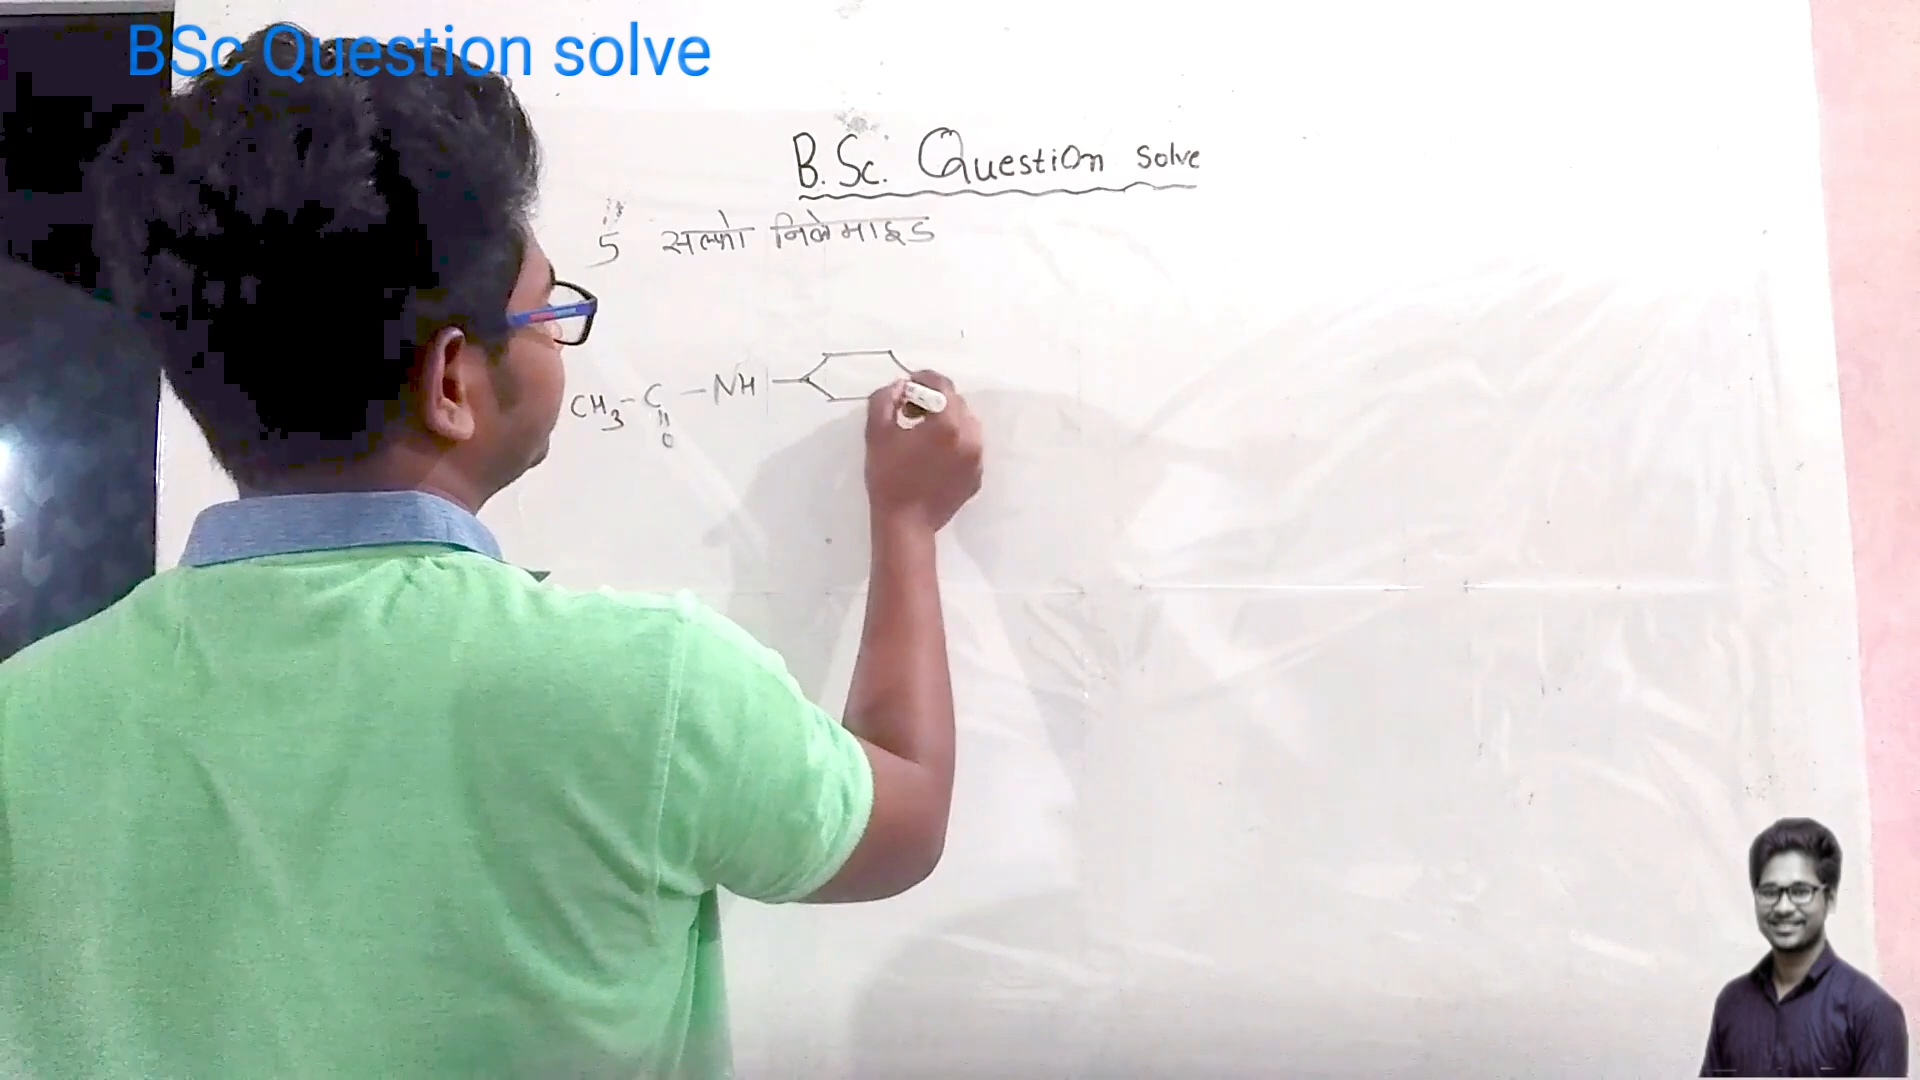 BSc Question solve
B.Sc. Question Solve
5 सल्फो निलेमाइड
CH3-C-NH
O